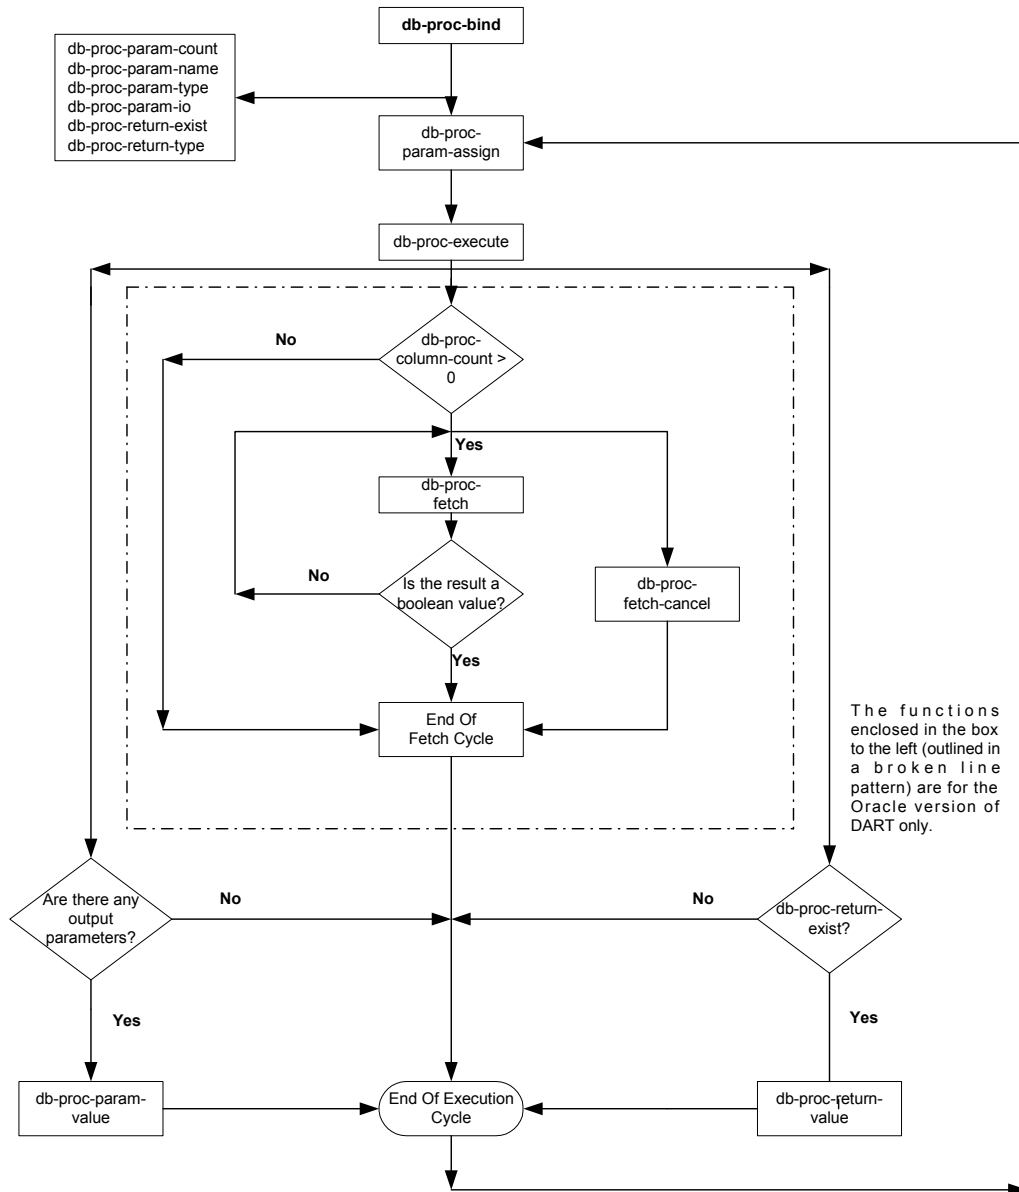 db-proc-bind
db-proc-param-count
db-proc-param-name
db-proc-param-type
db-proc-param-io
db-proc-return-exist
db-proc-return-type
db-proc-
param-assign
db-proc-execute
db-proc-
column-count >
0
No
Yes
db-proc-
fetch
Is the result a
boolean value?
No
db-proc-
fetch-cancel
Yes
End Of
Fetch Cycle
The functions
enclosed in the box
to the left (outlined in
a broken line
pattern) are for the
Oracle version of
DART only.
Are there any
output
parameters?
No
No
db-proc-return-
exist?
Yes
Yes
db-proc-param-
value
End Of Execution
Cycle
db-proc-return-
value